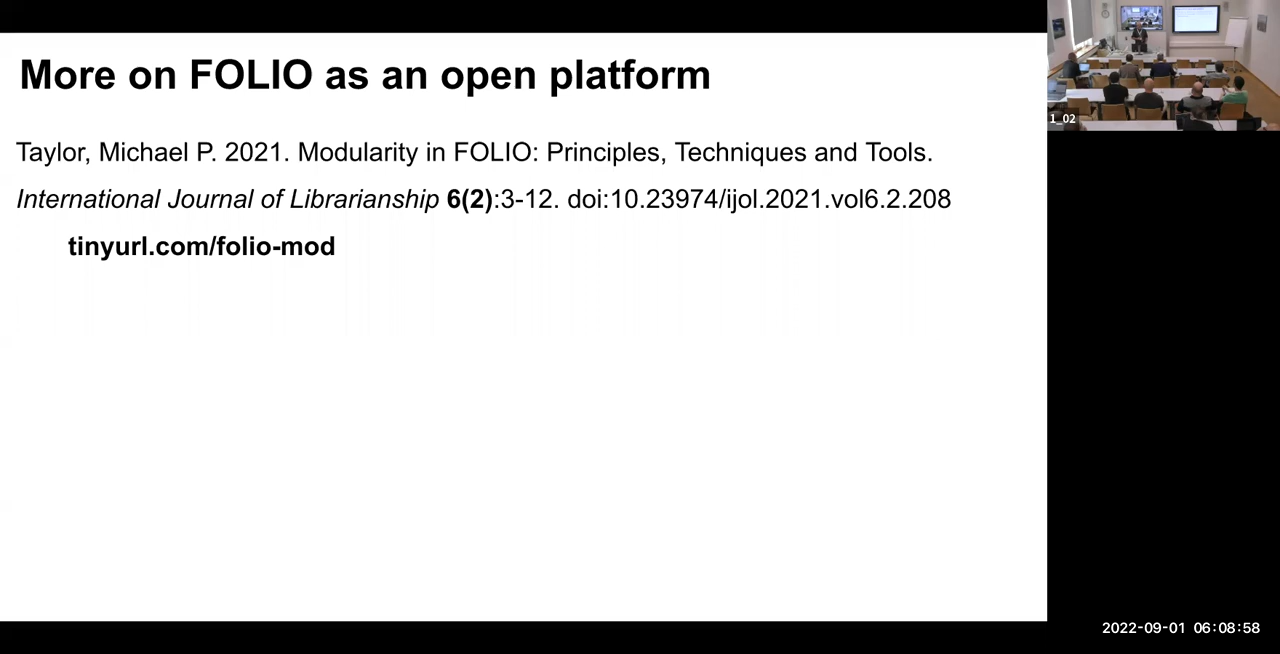 More on FOLIO as an open platform
Taylor, Michael P. 2021. Modularity in FOLIO: Principles, Techniques and Tools.
International Journal of Librarianship 6(2):3-12. doi:10.23974/ijol.2021.vol6.2.208
tinyurl.com/folio-mod
1_02
2022-09-01 06:08:58